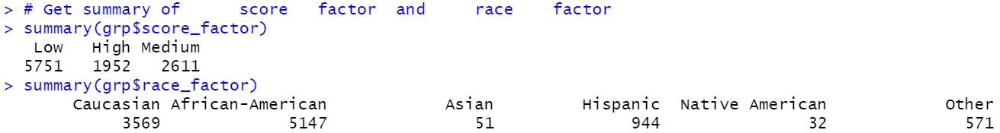 > # Get summary of      score   factor  and     race    factor
> summary(grp$score_factor)
   Low   High Medium
  5751   1952   2611
> summary(grp$race_factor)
       Caucasian African-American            Asian         Hispanic  Native American            Other
            3569             5147               51              944               32              571